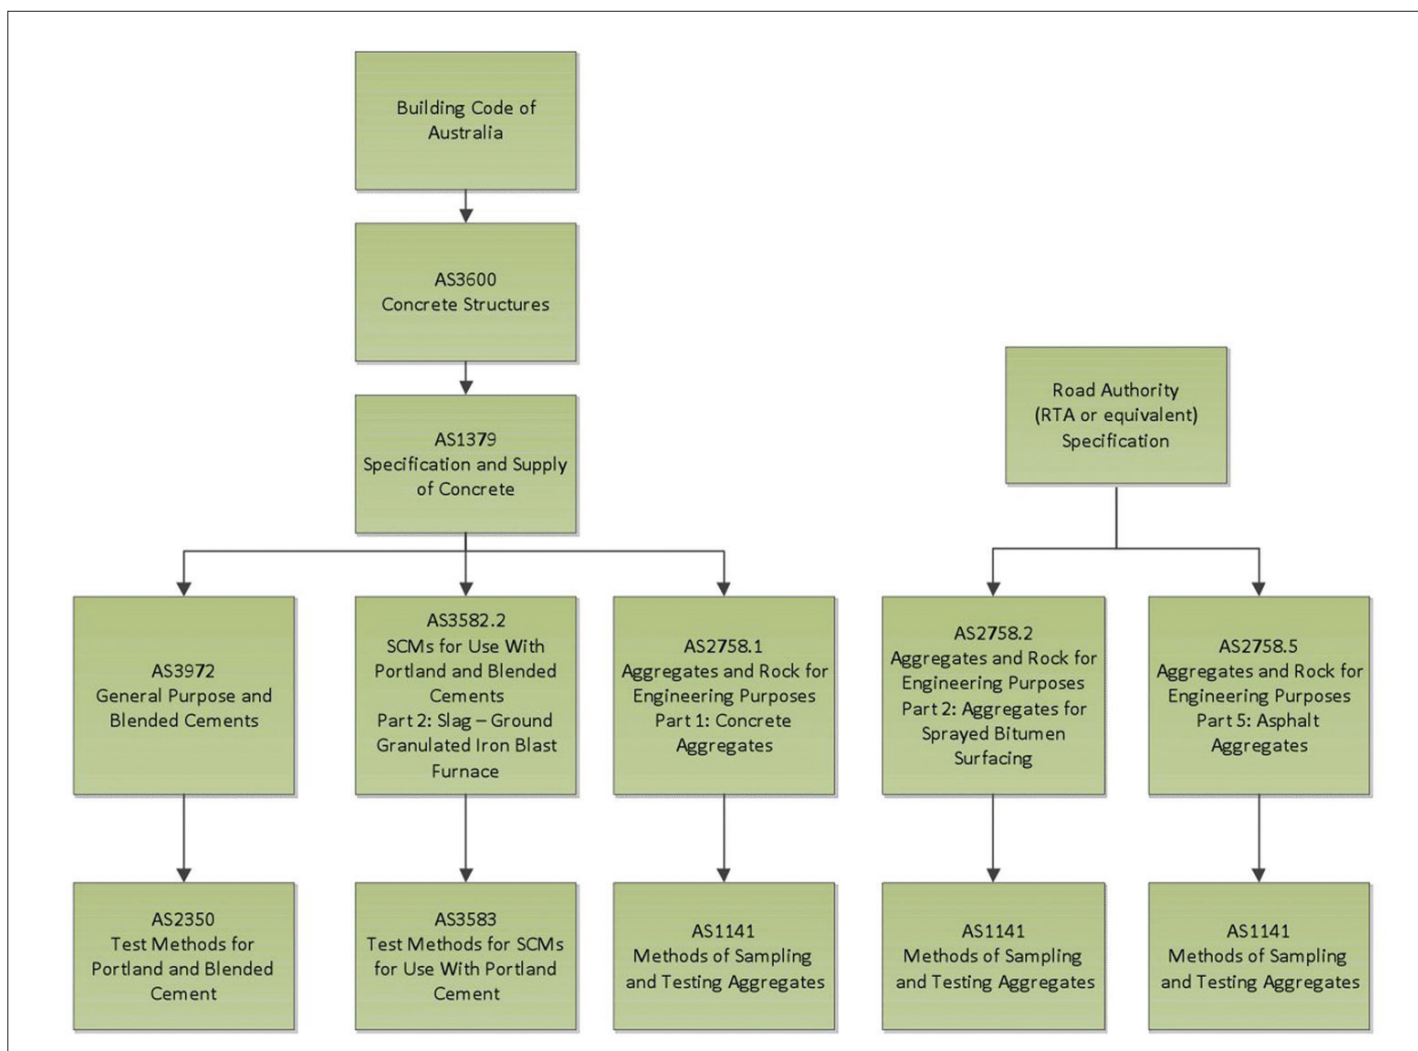 Building Code of
Australia
AS3600
Concrete Structures
AS1379
Specification and Supply
of Concrete
Road Authority
(RTA or equivalent)
Specification
AS3972
General Purpose and
Blended Cements
AS3582.2
SCMs for Use With
Portland and Blended
Cements
Part 2: Slag – Ground
Granulated Iron Blast
Furnace
AS2758.1
Aggregates and Rock for
Engineering Purposes
Part 1: Concrete
Aggregates
AS2758.2
Aggregates and Rock for
Engineering Purposes
Part 2: Aggregates for
Sprayed Bitumen
Surfacing
AS2758.5
Aggregates and Rock for
Engineering Purposes
Part 5: Asphalt
Aggregates
AS2350
Test Methods for
Portland and Blended
Cement
AS3583
Test Methods for SCMs
for Use With Portland
Cement
AS1141
Methods of Sampling
and Testing Aggregates
AS1141
Methods of Sampling
and Testing Aggregates
AS1141
Methods of Sampling
and Testing Aggregates